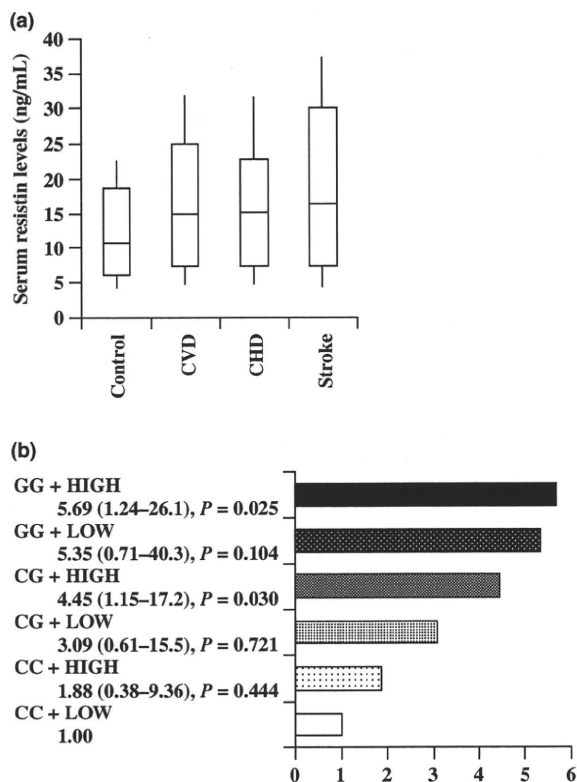 (a)
Serum resistin levels (ng/mL)
40
35
30
25
20
15
10
5
0
Control
CVD
CHD
Stroke
(b)
GG + HIGH
5.69 (1.24–26.1), P = 0.025
GG + LOW
5.35 (0.71–40.3), P = 0.104
CG + HIGH
4.45 (1.15–17.2), P = 0.030
CG + LOW
3.09 (0.61–15.5), P = 0.721
CC + HIGH
1.88 (0.38–9.36), P = 0.444
CC + LOW
1.00
0 1 2 3 4 5 6